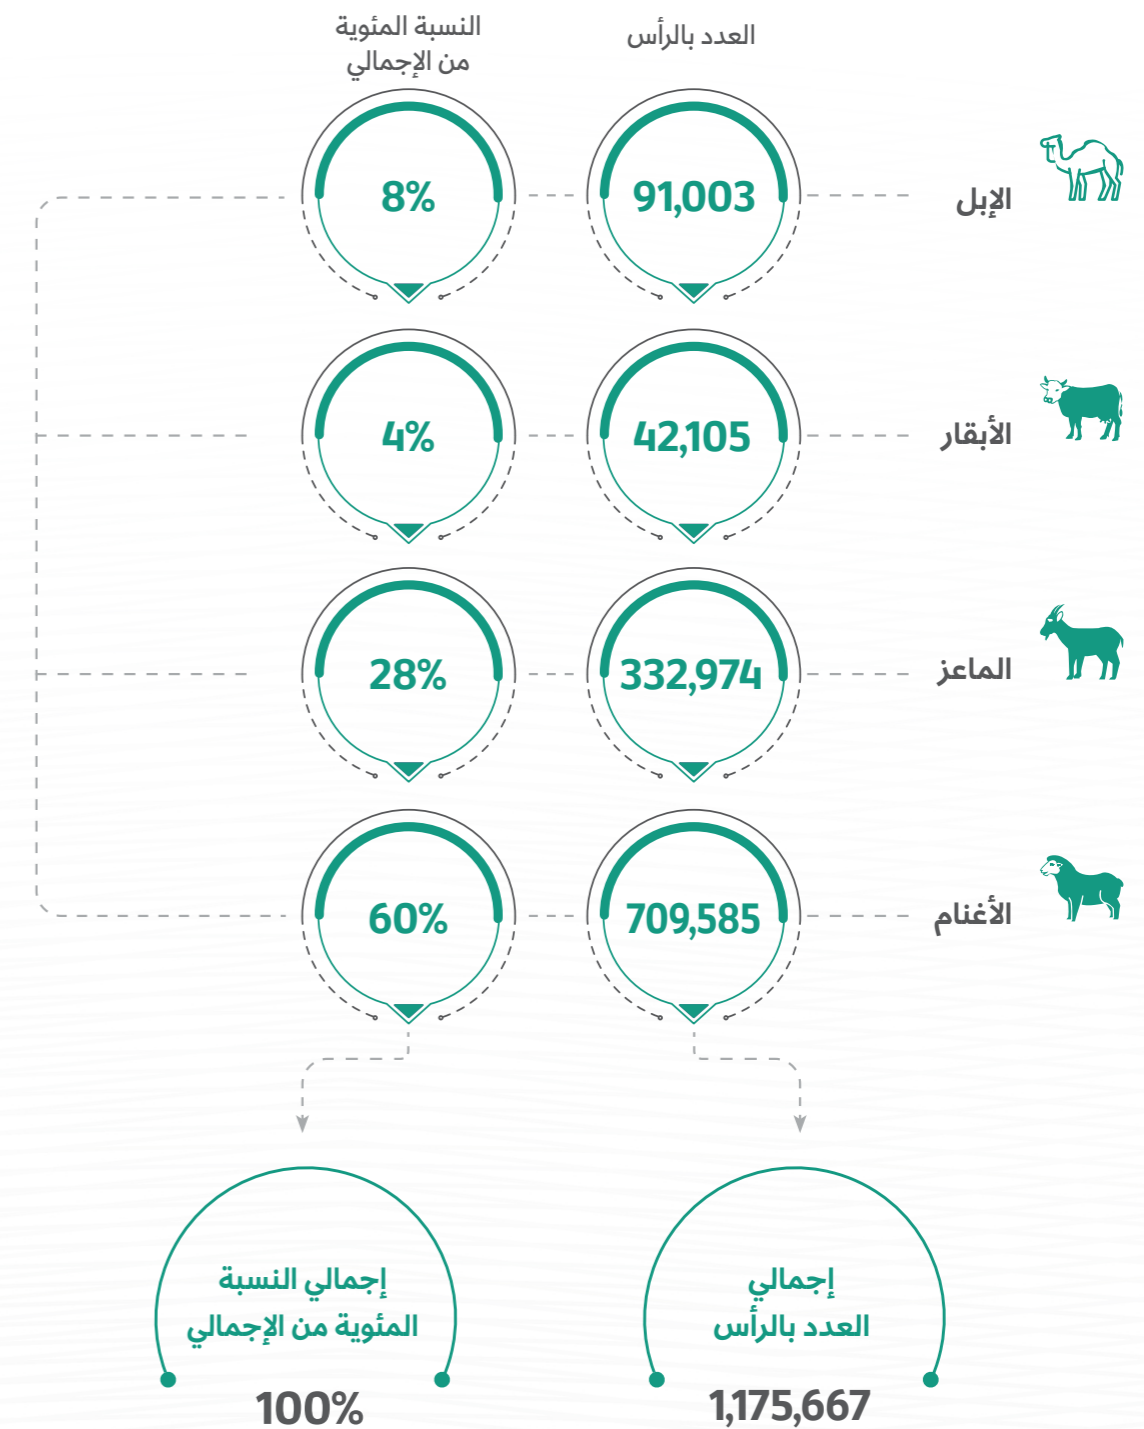 العدد بالرأس
النسبة المئوية
من الإجمالي
الإبل
91,003
8%
الأبقار
42,105
4%
الماعز
332,974
28%
الأغنام
709,585
60%
إجمالي
العدد بالرأس
1,175,667
إجمالي النسبة
المئوية من الإجمالي
100%